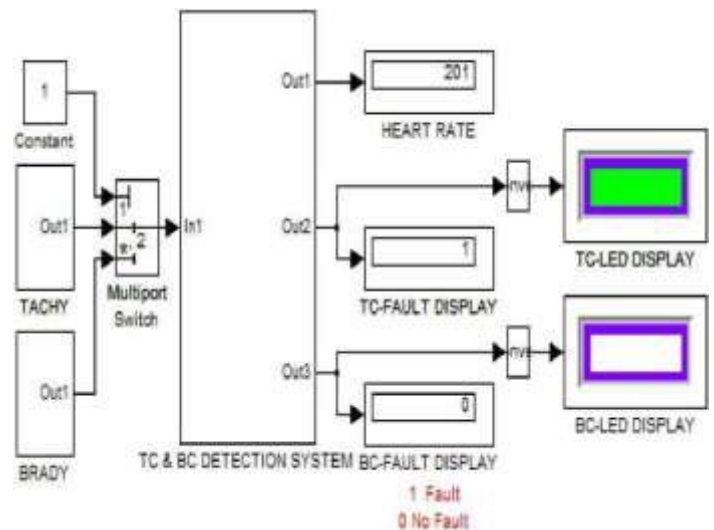 1
Constant
Out1
TACHY
Out1
BRADY
1
2
*,
Multiport
Switch
In1
Out1
Out2
Out3
TC & BC DETECTION SYSTEM
201
HEART RATE
1
TC-FAULT DISPLAY
0
BC-FAULT DISPLAY
1 Fault
0 No Fault
TC-LED DISPLAY
BC-LED DISPLAY